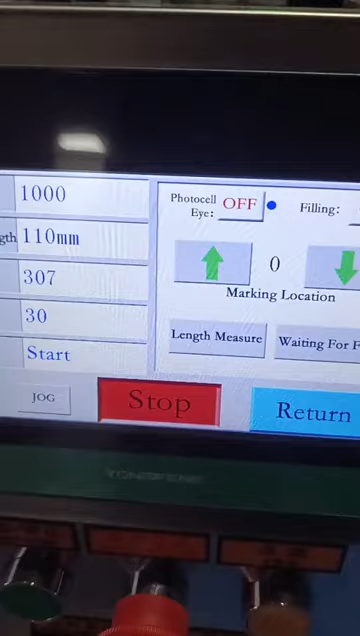 1000
gth 110mm
307
30
Start
Photocell Eye: OFF
Filling:
0
Marking Location
Length Measure
Waiting For F
JOG
Stop
Return